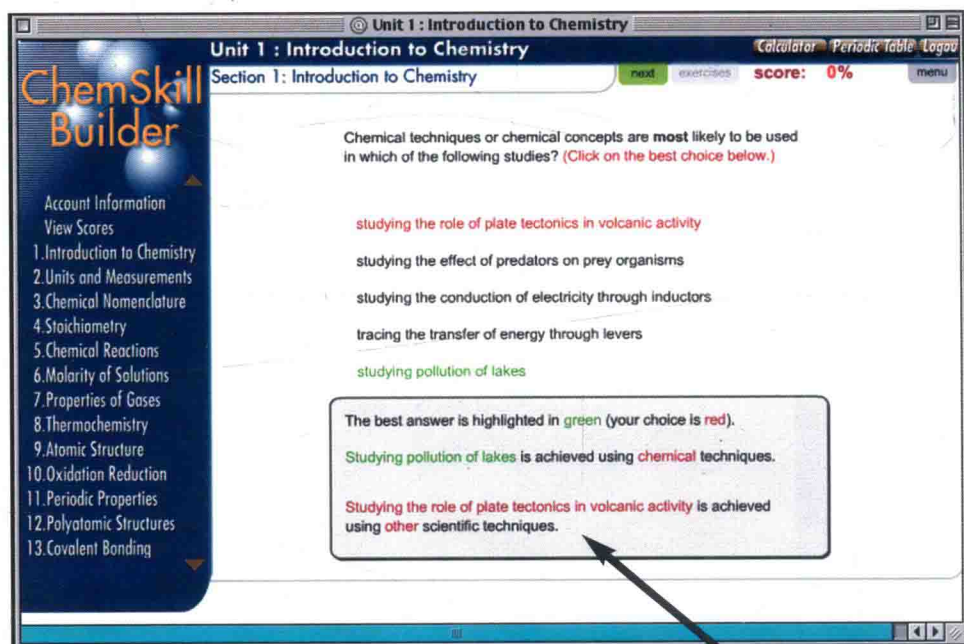 Unit 1 : Introduction to Chemistry
Unit 1 : Introduction to Chemistry
Calculator Periodic Table Logou
ChemSkill
Builder
Section 1: Introduction to Chemistry
next exercises score: 0% menu
Chemical techniques or chemical concepts are most likely to be used
in which of the following studies? (Click on the best choice below.)
studying the role of plate tectonics in volcanic activity
studying the effect of predators on prey organisms
studying the conduction of electricity through inductors
tracing the transfer of energy through levers
studying pollution of lakes
The best answer is highlighted in green (your choice is red).
Studying pollution of lakes is achieved using chemical techniques.
Studying the role of plate tectonics in volcanic activity is achieved
using other scientific techniques.
Account Information
View Scores
1.Introduction to Chemistry
2.Units and Measurements
3.Chemical Nomenclature
4.Stoichiometry
5.Chemical Reactions
6.Molarity of Solutions
7.Properties of Gases
8.Thermochemistry
9.Atomic Structure
10.Oxidation Reduction
11.Periodic Properties
12.Polyatomic Structures
13.Covalent Bonding